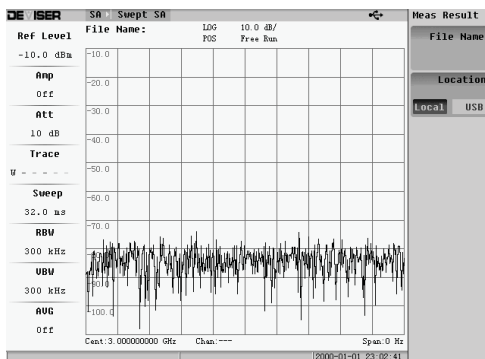 DEVISER SA Swept SA Meas Result
Ref Level
-10.0 dBm
Amp
Off
Att
10 dB
Trace
W - - - - -
Sweep
32.0 ms
RBW
300 kHz
VBW
300 kHz
AVG
Off
File Name: LOG 10.0 dB/
POS Free Run
-10.0
-20.0
-30.0
-40.0
-50.0
-60.0
-70.0
-90.0
-100.0
Cent:3.000000000 GHz Chan:--- Span:0 Hz
2000-01-01 23:02:41
File Name
Location
Local USB